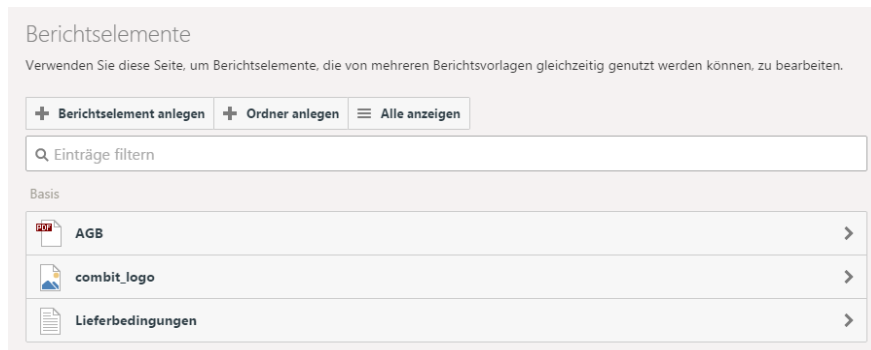 Berichtselemente
Verwenden Sie diese Seite, um Berichtselemente, die von mehreren Berichtsvorlagen gleichzeitig genutzt werden können, zu bearbeiten.
Berichtselement anlegen Ordner anlegen Alle anzeigen
Einträge filtern
Basis
PDF AGB
combit_logo
Lieferbedingungen